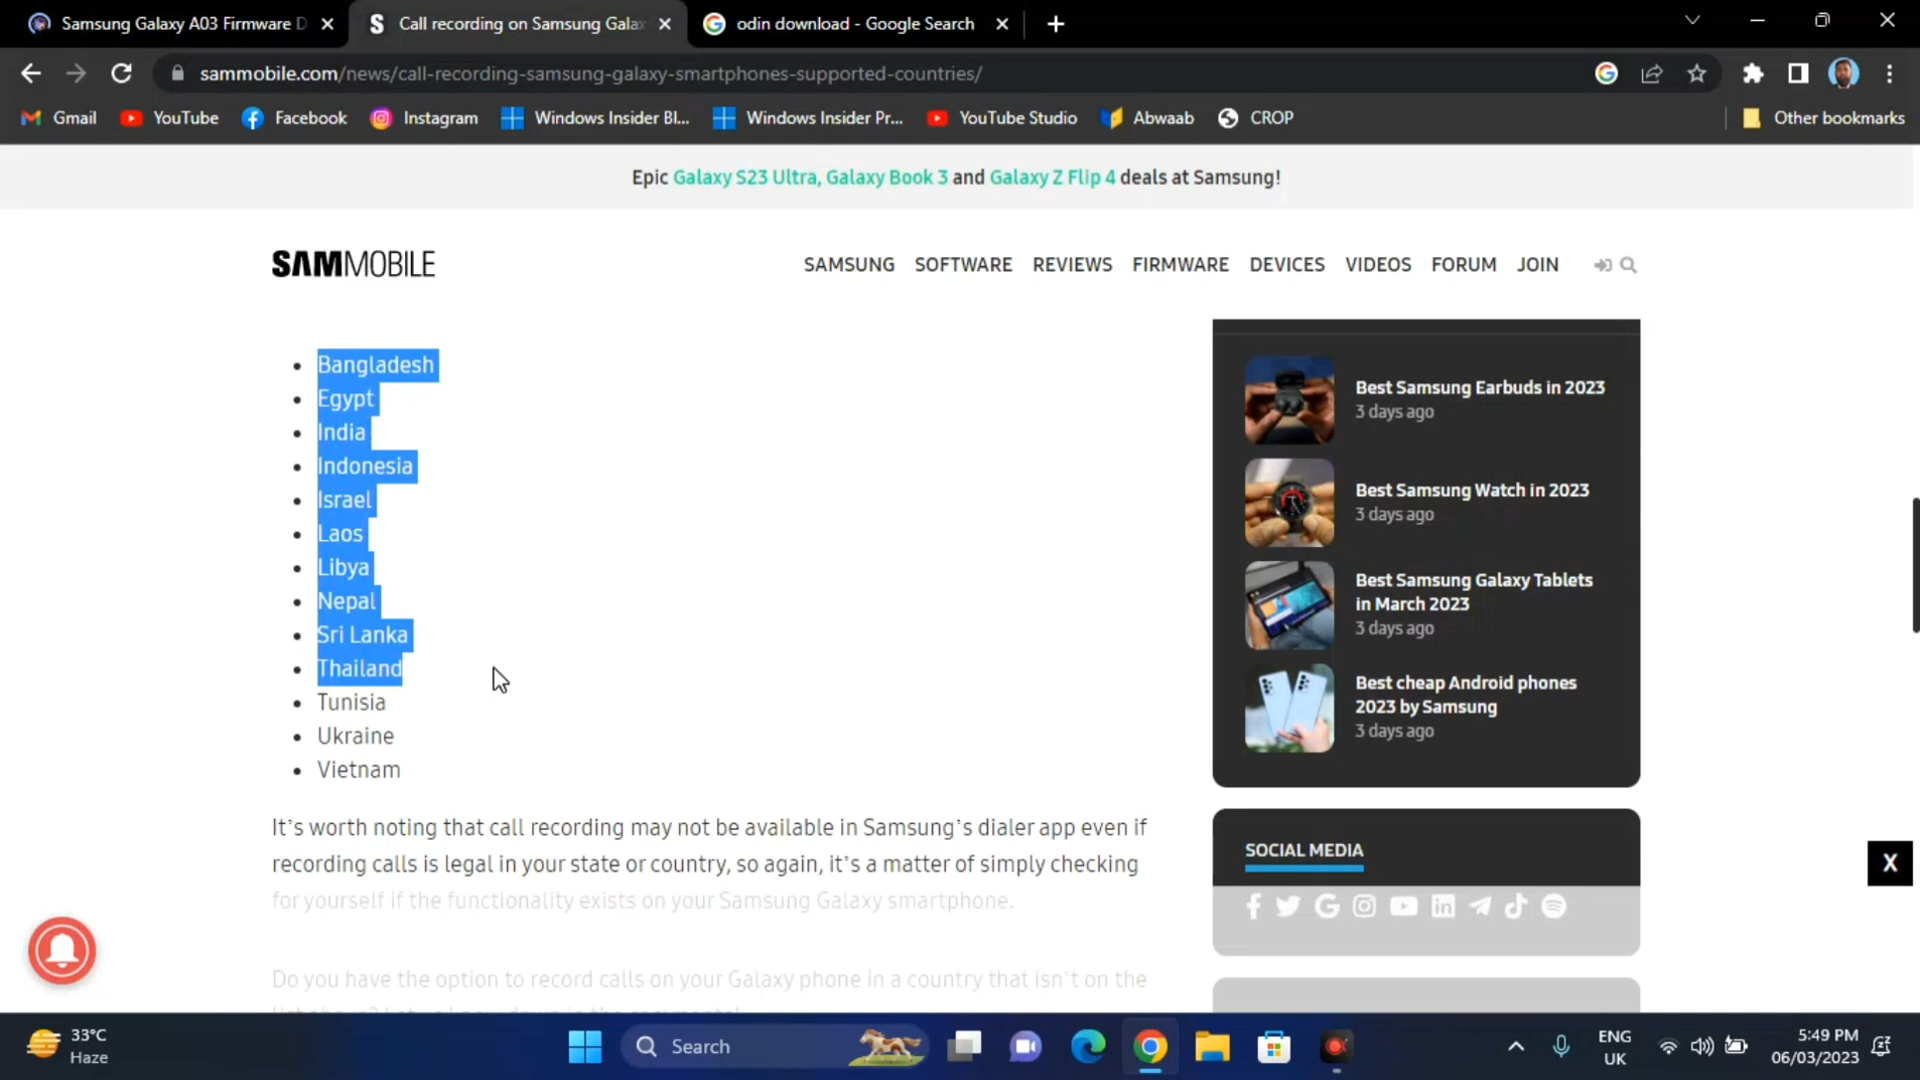 Samsung Galaxy A03 Firmware D
Call recording on Samsung Gala
odin download - Google Search
sammobile.com/news/call-recording-samsung-galaxy-smartphones-supported-countries/
Gmail
YouTube
Facebook
Instagram
Windows Insider Bl...
Windows Insider Pr...
YouTube Studio
Abwaab
CROP
Other bookmarks
Epic Galaxy S23 Ultra, Galaxy Book 3 and Galaxy Z Flip 4 deals at Samsung!
SAMMOBILE
SAMSUNG SOFTWARE REVIEWS FIRMWARE DEVICES VIDEOS FORUM JOIN
• Bangladesh
• Egypt
• India
• Indonesia
• Israel
• Laos
• Libya
• Nepal
• Sri Lanka
• Thailand
• Tunisia
• Ukraine
• Vietnam
It's worth noting that call recording may not be available in Samsung's dialer app even if
recording calls is legal in your state or country, so again, it's a matter of simply checking
for yourself if the functionality exists on your Samsung Galaxy smartphone.
Do you have the option to record calls on your Galaxy phone in a country that isn't on the
Best Samsung Earbuds in 2023
3 days ago
Best Samsung Watch in 2023
3 days ago
Best Samsung Galaxy Tablets
in March 2023
3 days ago
Best cheap Android phones
2023 by Samsung
3 days ago
SOCIAL MEDIA
X
33°C
Haze
Search
ENG
UK
5:49 PM
06/03/2023